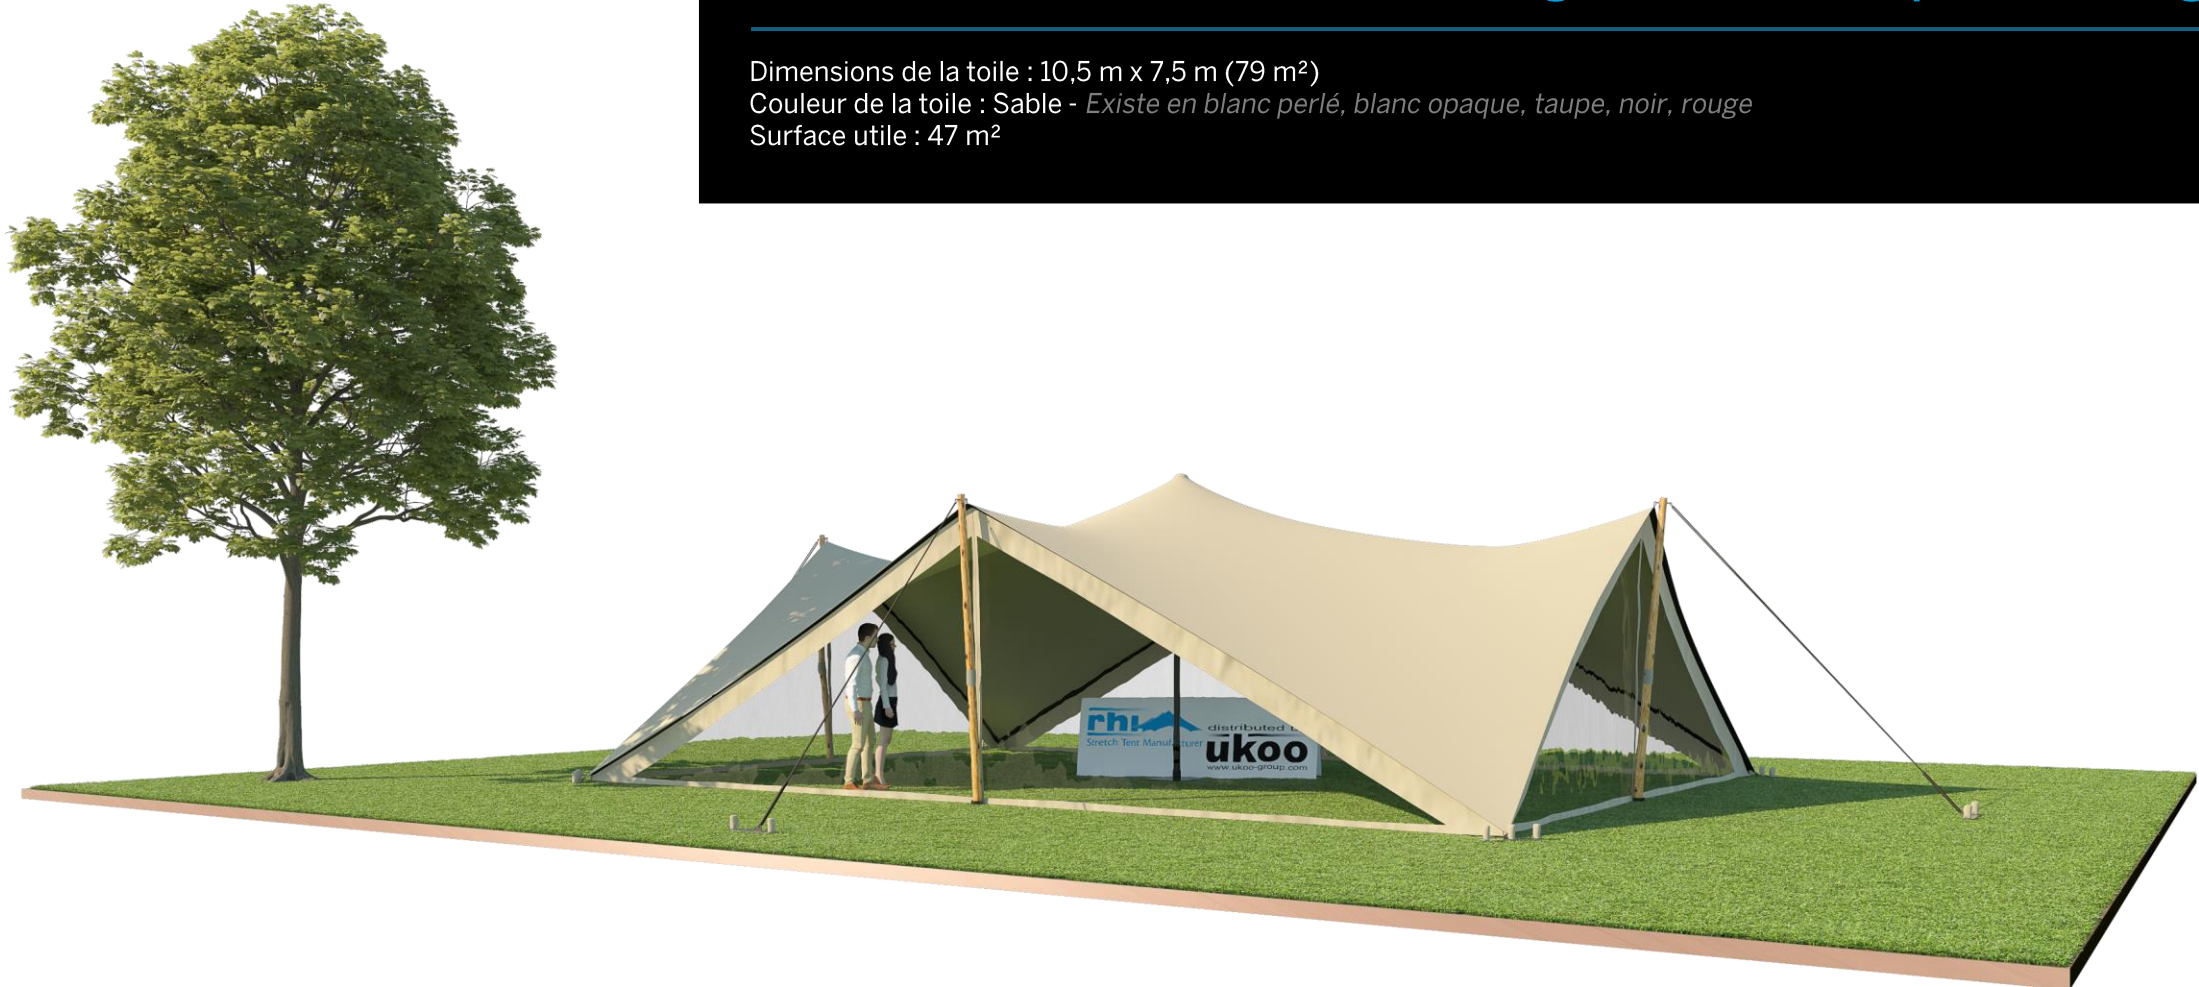 Dimensions de la toile : 10,5 m x 7,5 m (79 m²)
Couleur de la toile : Sable - Existe en blanc perlé, blanc opaque, taupe, noir, rouge
Surface utile : 47 m²
rhi
Stretch Tent Manufacturer
distributed
ukoo
www.ukoo-group.com